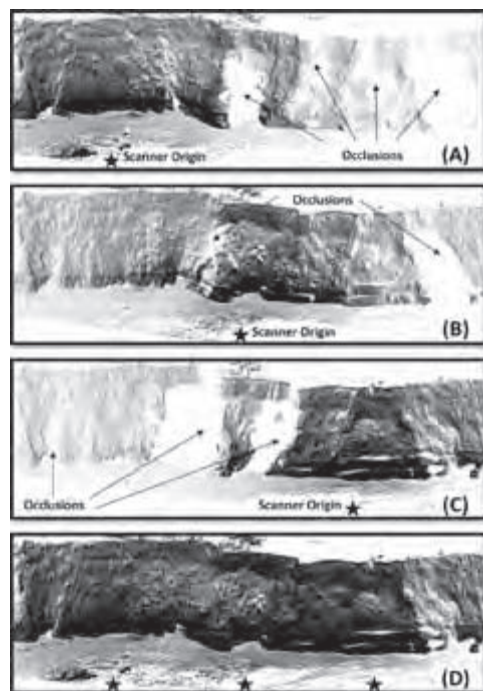 Scanner Origin
Occlusions
(A)
Occlusions
Scanner Origin
(B)
Occlusions
Scanner Origin
(C)
(D)